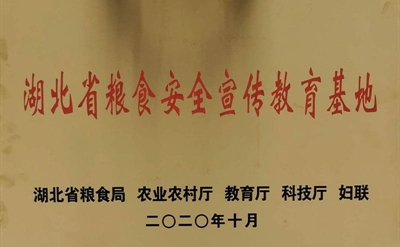 湖北省粮食安全宣传教育基地
湖北省粮食局 农业农村厅 教育厅 科技厅 妇联
二〇二〇年十月